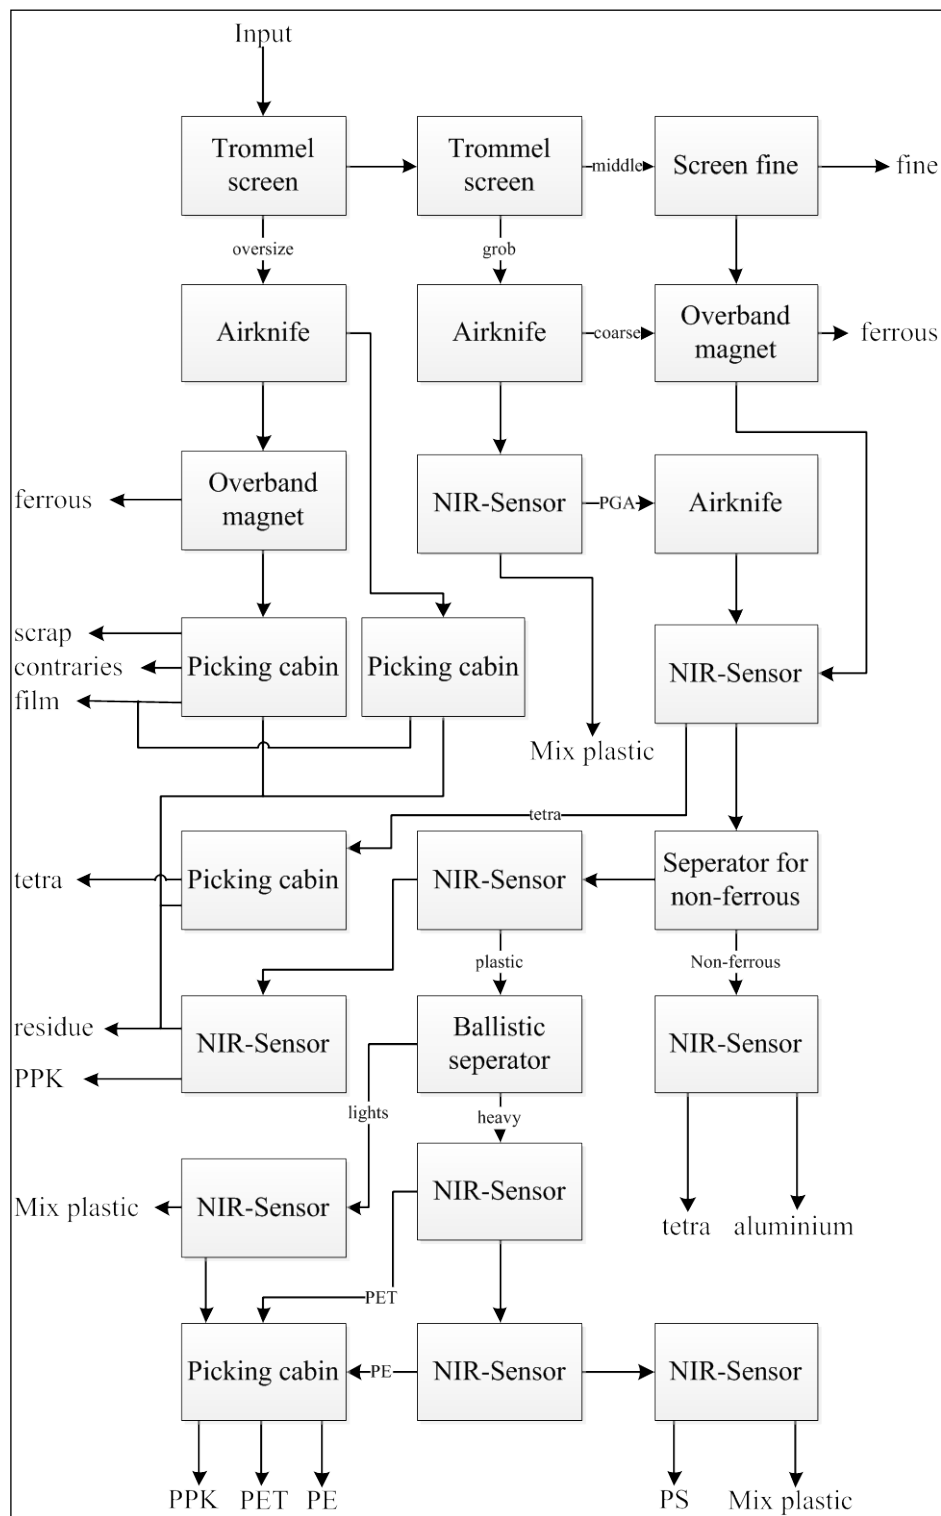 Input
Trommel
screen
Trommel
screen
middle
Screen fine
fine
oversize
grob
Airknife
Airknife
coarse
Overband
magnet
ferrous
ferrous
Overband
magnet
NIR-Sensor
PGA
Airknife
scrap
contraries
film
Picking cabin
Picking cabin
NIR-Sensor
Mix plastic
tetra
tetra
Picking cabin
NIR-Sensor
Seperator for
non-ferrous
plastic
Non-ferrous
residue
PPK
NIR-Sensor
Ballistic
seperator
NIR-Sensor
lights
heavy
Mix plastic
NIR-Sensor
NIR-Sensor
tetra
aluminium
PET
Picking cabin
PE
NIR-Sensor
NIR-Sensor
PPK
PET
PE
PS
Mix plastic